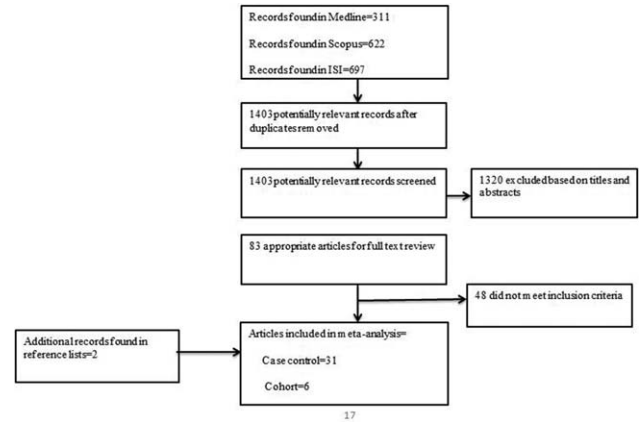 Records found in Medline=311
Records found in Scopus=622
Records found in ISI=697
1403 potentially relevant records after
duplicates removed
1403 potentially relevant records screened
1320 excluded based on titles and
abstracts
83 appropriate articles for full text review
48 did not meet inclusion criteria
Additional records found in
reference lists=2
Articles included in meta-analysis=
Case control=31
Cohort=6
17